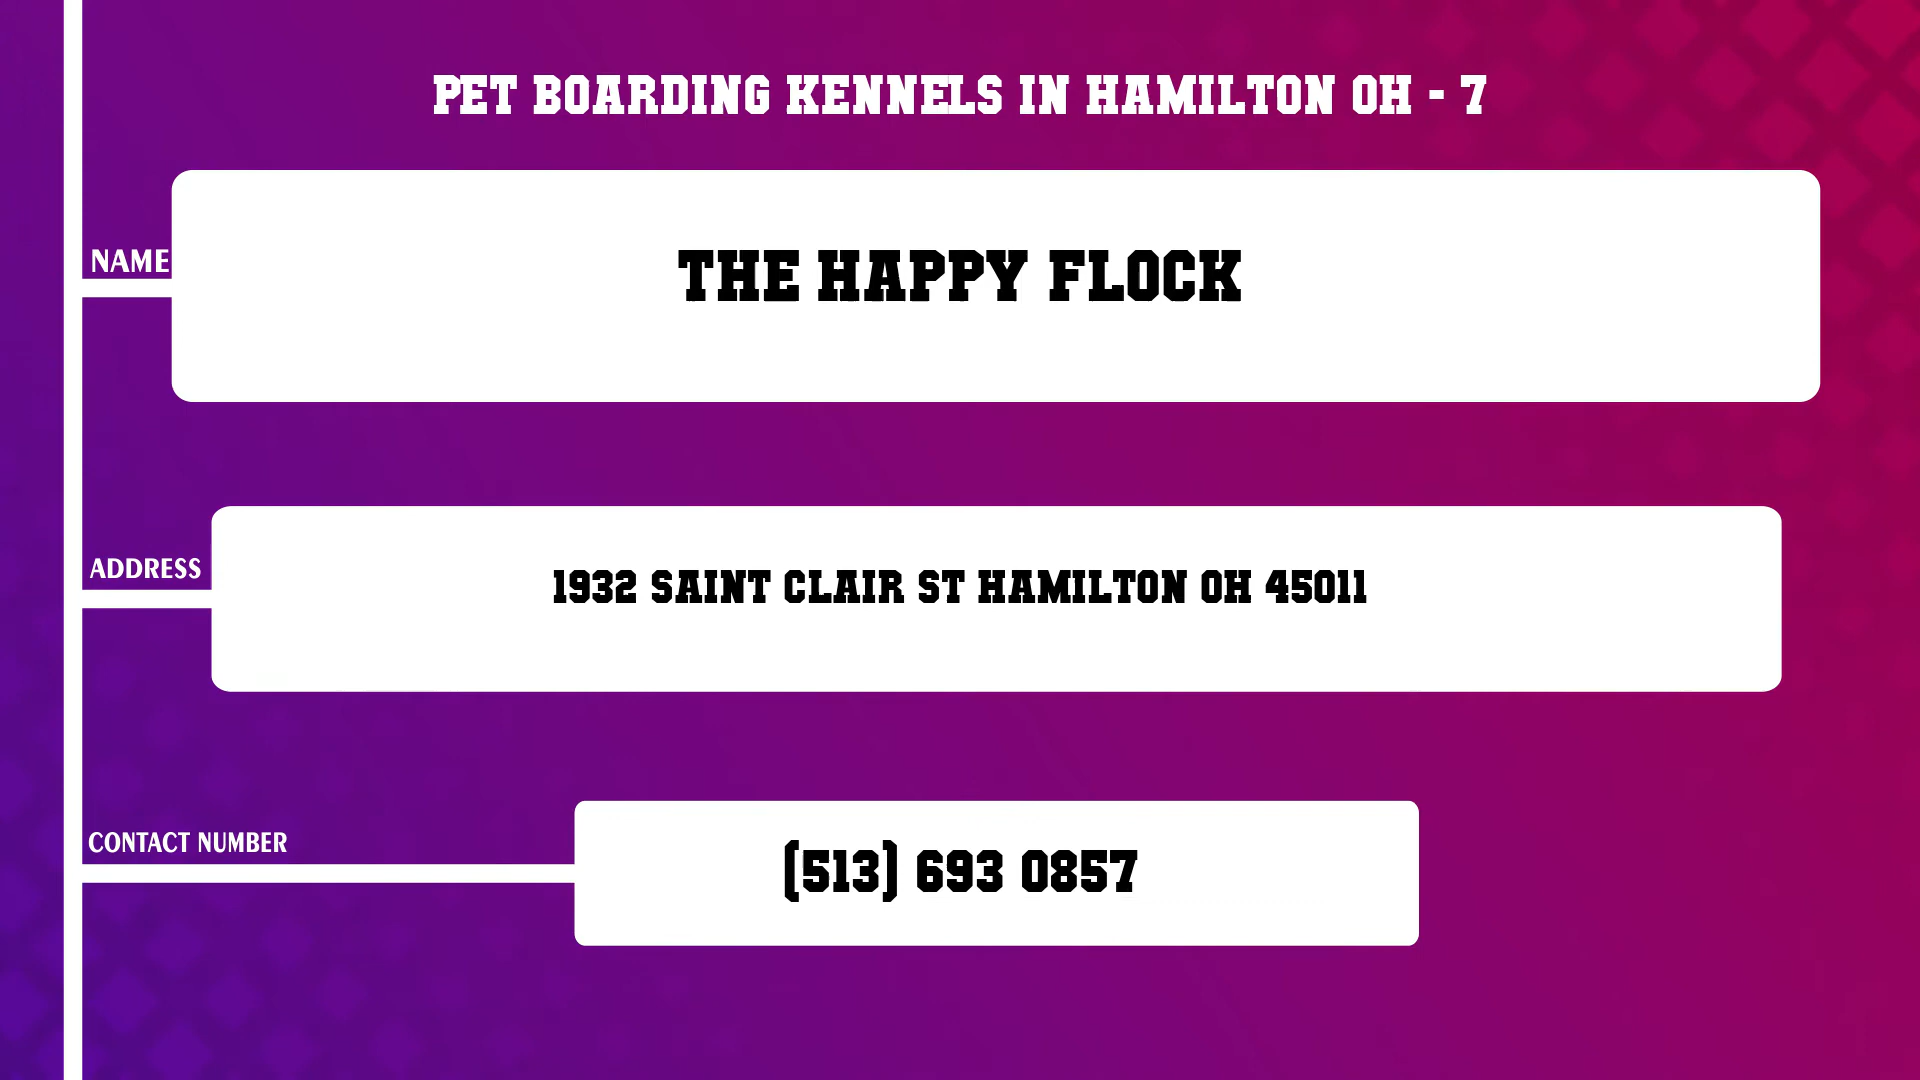 PET BOARDING KENNELS IN HAMILTON OH - 7
NAME
THE HAPPY FLOCK
ADDRESS
1932 SAINT CLAIR ST HAMILTON OH 45011
CONTACT NUMBER
(513) 693 0857